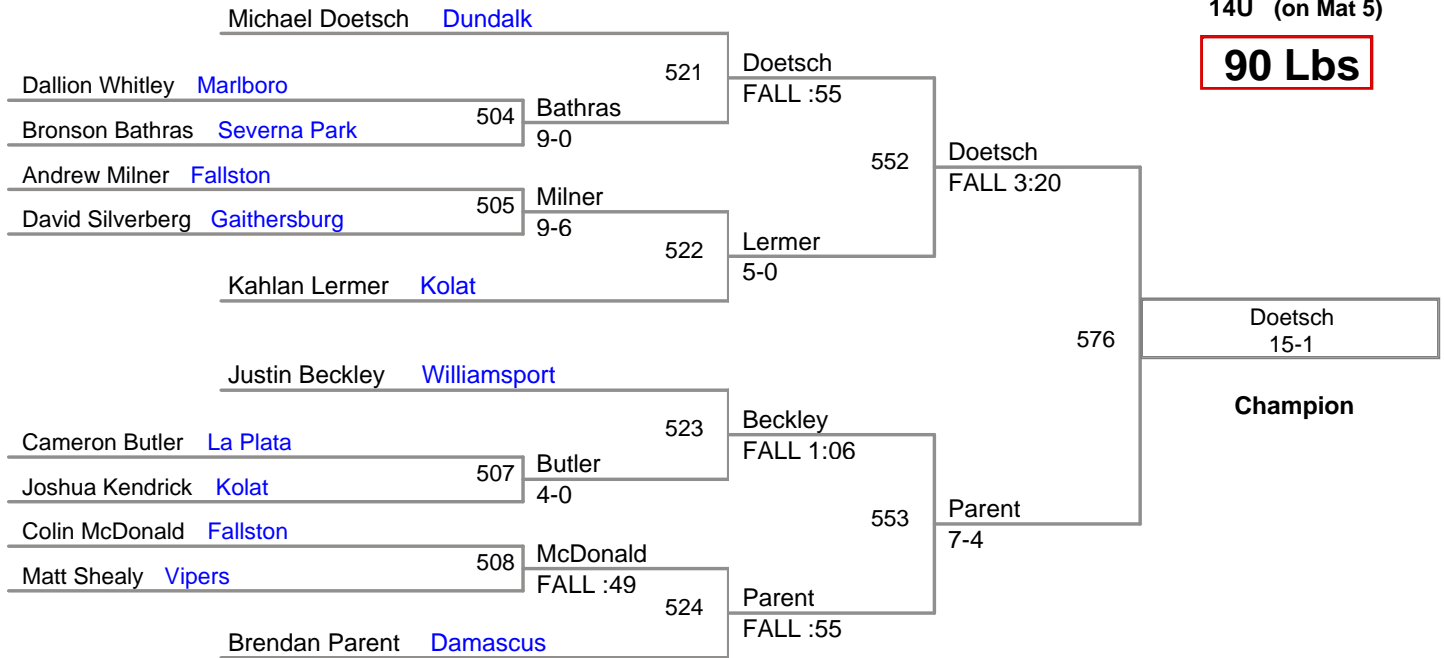 14U (on Mat 5)
90 Lbs
Michael Doetsch Dundalk
521
Doetsch
FALL :55
Dallion Whitley Marlboro
504
Bathras
9-0
Bronson Bathras Severna Park
552
Doetsch
FALL 3:20
Andrew Milner Fallston
505
Milner
9-6
David Silverberg Gaithersburg
522
Lermer
5-0
Kahlan Lermer Kolat
576
Doetsch
15-1
Champion
Justin Beckley Williamsport
523
Beckley
FALL 1:06
Cameron Butler La Plata
507
Butler
4-0
Joshua Kendrick Kolat
553
Parent
7-4
Colin McDonald Fallston
508
McDonald
FALL :49
Matt Shealy Vipers
524
Parent
FALL :55
Brendan Parent Damascus